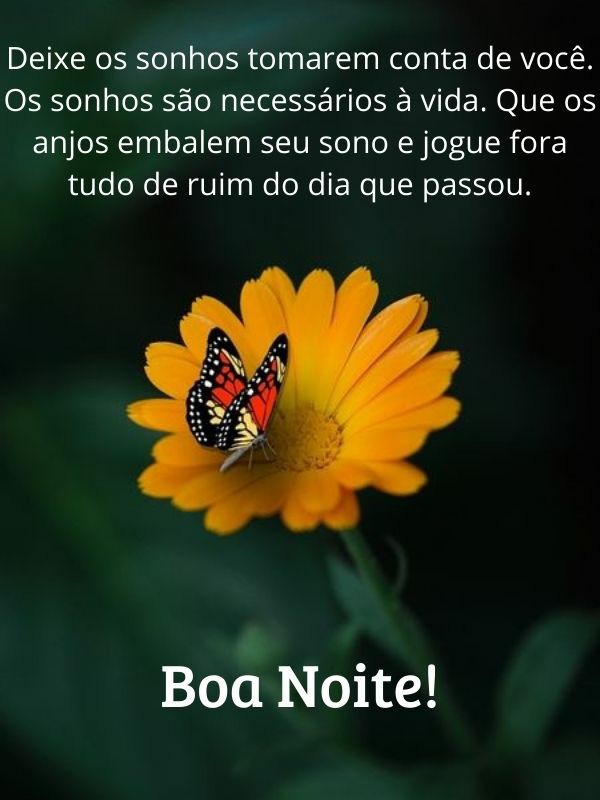 Deixe os sonhos tomarem conta de você.
Os sonhos são necessários à vida. Que os
anjos embalem seu sono e jogue fora
tudo de ruim do dia que passou.
Boa Noite!